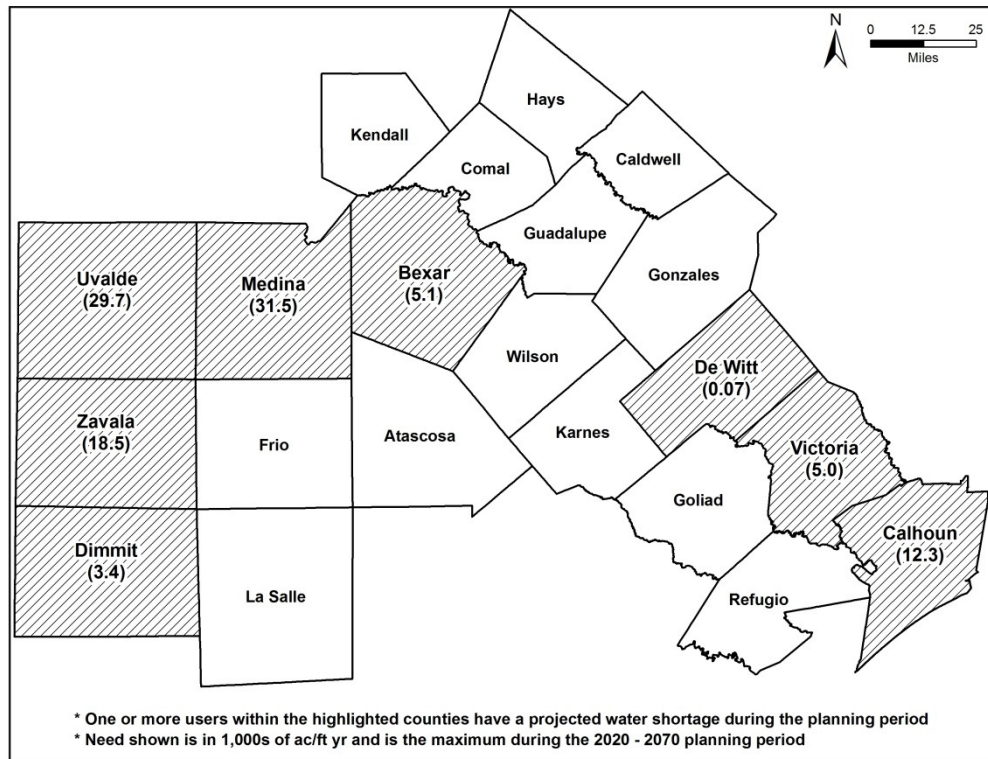 N
0 12.5 25
Miles
Hays
Kendall
Caldwell
Comal
Guadalupe
Uvalde
(29.7)
Medina
(31.5)
Bexar
(5.1)
Gonzales
Wilson
De Witt
(0.07)
Zavala
(18.5)
Frio
Atascosa
Karnes
Victoria
(5.0)
Goliad
Calhoun
(12.3)
Dimmit
(3.4)
La Salle
Refugio
* One or more users within the highlighted counties have a projected water shortage during the planning period
* Need shown is in 1,000s of ac/ft yr and is the maximum during the 2020 - 2070 planning period